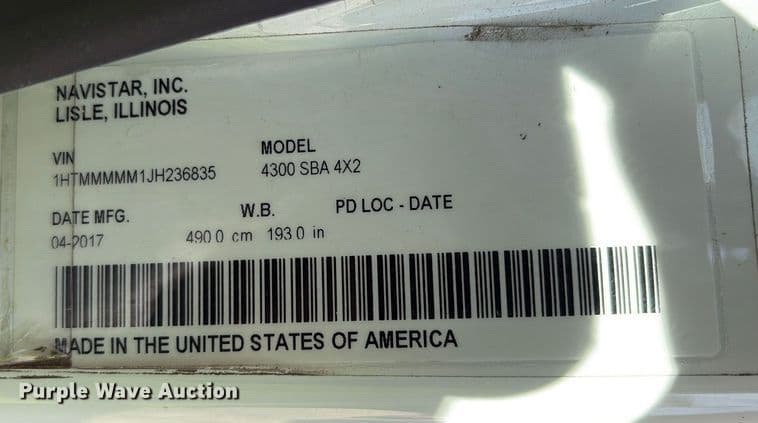 NAVISTAR, INC.
LISLE, ILLINOIS
VIN
1HTMMMMM1JH236835
MODEL
4300 SBA 4X2
DATE MFG.
04-2017
W.B.
490.0 cm 193.0 in
PD LOC - DATE
MADE IN THE UNITED STATES OF AMERICA
Purple Wave Auction